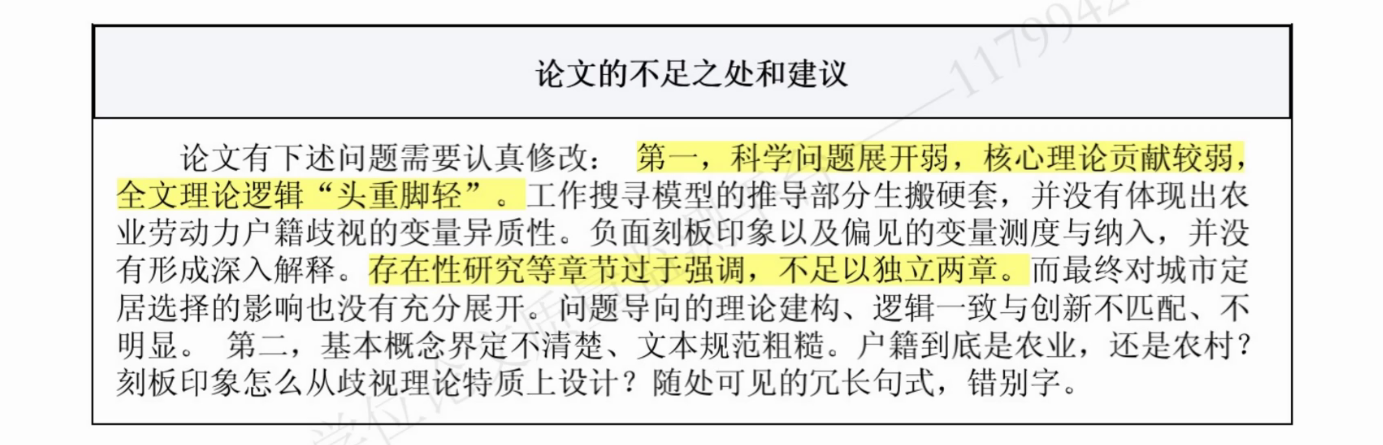 论文的不足之处和建议
论文有下述问题需要认真修改： 第一，科学问题展开弱，核心理论贡献较弱，
全文理论逻辑“头重脚轻”。工作搜寻模型的推导部分生搬硬套，并没有体现出农
业劳动力户籍歧视的变量异质性。负面刻板印象以及偏见的变量测度与纳入，并没
有形成深入解释。存在性研究等章节过于强调，不足以独立两章。而最终对城市定
居选择的影响也没有充分展开。问题导向的理论建构、逻辑一致与创新不匹配、不
明显。 第二，基本概念界定不清楚、文本规范粗糙。户籍到底是农业，还是农村？
刻板印象怎么从歧视理论特质上设计？随处可见的冗长句式，错别字。